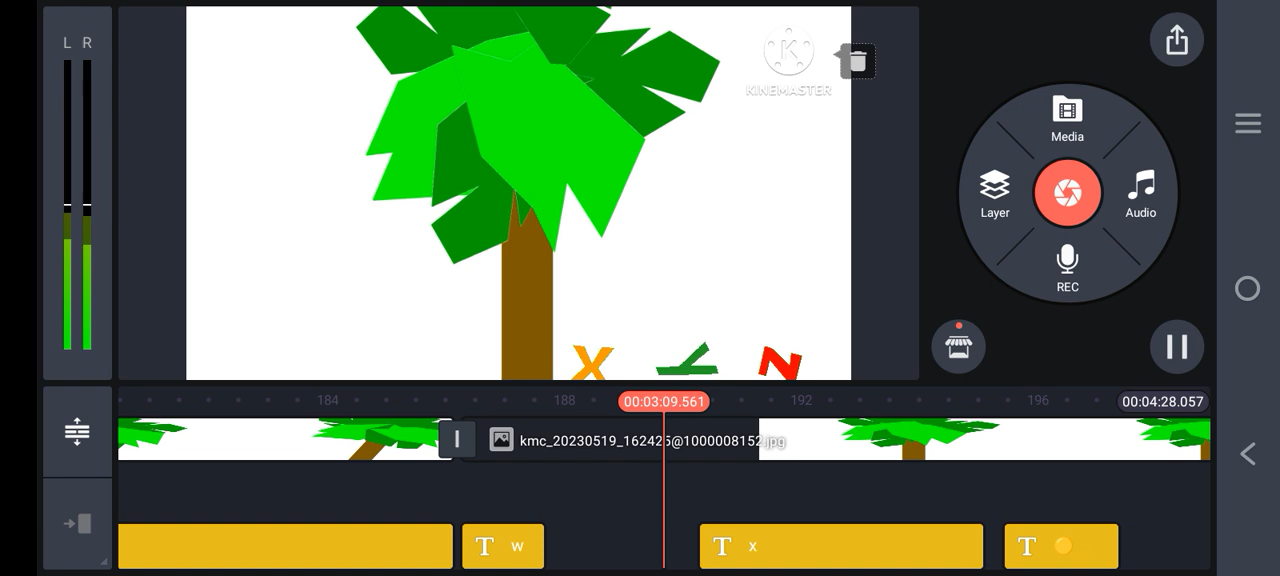 L R
K
KINEMASTER
X Y Z
Media
Layer
Audio
REC
184
188
00:03:09.561
192
196
00:04:28.057
kmc_20230519_162425@1000008152.jpg
T W
T X
T